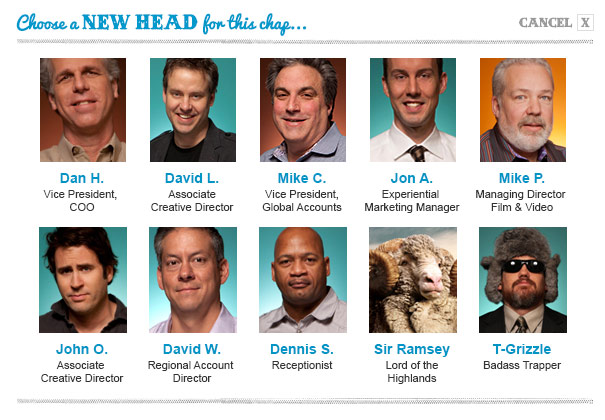 Choose a NEW HEAD for this chap... CANCEL X
Dan H. David L. Mike C. Jon A. Mike P.
Vice President, Associate Vice President, Experiential Managing Director
COO Creative Director Global Accounts Marketing Manager Film & Video
John O. David W. Dennis S. Sir Ramsey T-Grizzle
Associate Regional Account Receptionist Lord of the Badass Trapper
Creative Director Director Highlands